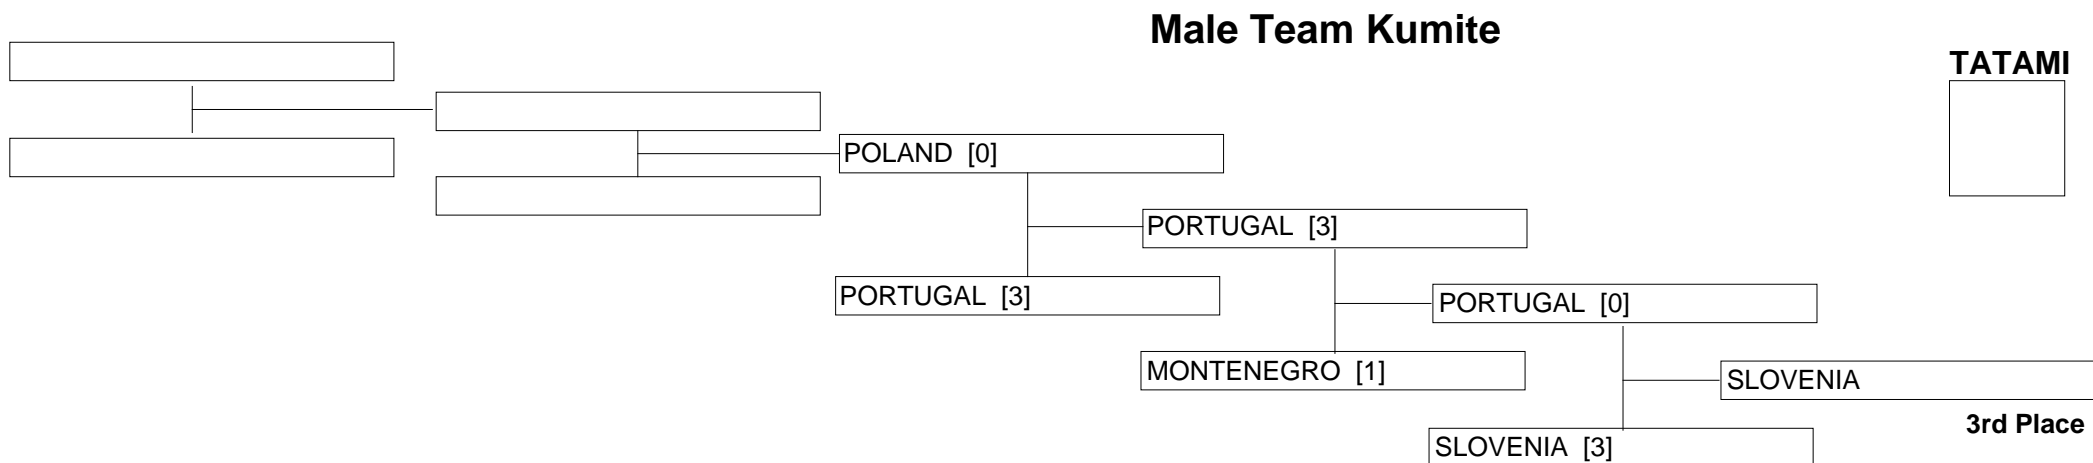 Male Team Kumite
TATAMI
POLAND [0]
PORTUGAL [3]
PORTUGAL [3]
PORTUGAL [0]
MONTENEGRO [1]
SLOVENIA
3rd Place
SLOVENIA [3]